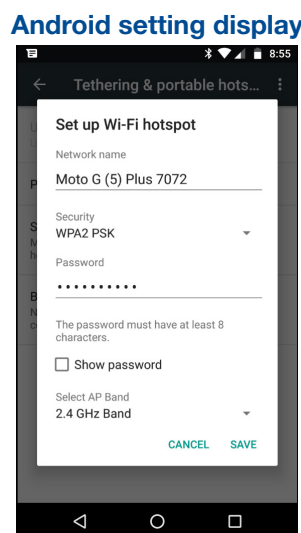 Android setting display
8:55
Tethering & portable hots...
Set up Wi-Fi hotspot
Network name
Moto G (5) Plus 7072
Security
WPA2 PSK
Password
••••••••••
The password must have at least 8
characters.
Show password
Select AP Band
2.4 GHz Band
CANCEL SAVE